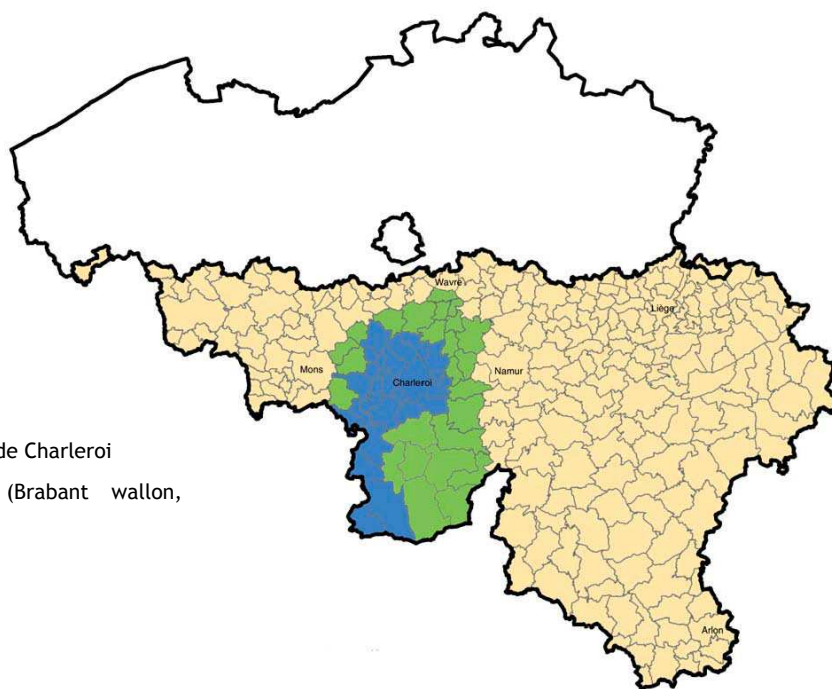 Wavre
Liège
Mons
Charleroi
Namur
de Charleroi
(Brabant wallon,
Arlon